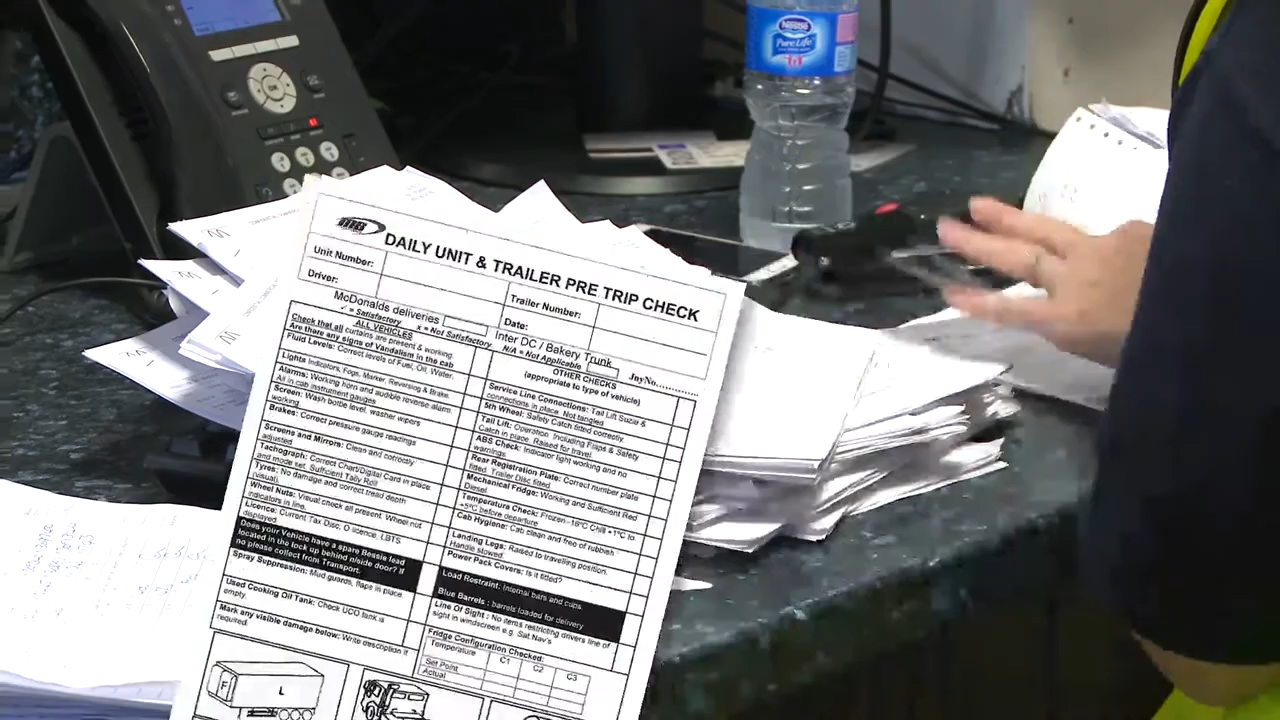 Nestle
Pure Life
OK
DAILY UNIT & TRAILER PRE TRIP CHECK
Unit Number:
Trailer Number:
Driver:
Date:
McDonalds deliveries
Inter DC / Bakery Trunk
✓ = Satisfactory x = Not Satisfactory N/A = Not Applicable
JnyNo..........
ALL VEHICLES
Check that all curtains are present & working.
Are there any signs of Vandalism in the cab
Fluid Levels: Correct levels of Fuel, Oil, Water.
Lights Indicators, Fogs, Marker, Reversing & Brake.
Alarms: Working horn and audible reverse alarm.
All in cab instrument gauges
Screen: Wash bottle level, washer wipers
working.
Brakes: Correct pressure gauge readings
Screens and Mirrors: Clean and correctly
adjusted
Tachograph: Correct Chart/Digital Card in place
and mode set. Sufficient Tally Roll
Tyres: No damage and correct tread depth
(visual).
Wheel Nuts: Visual check all present. Wheel nut
indicators in line.
Licence: Current Tax Disc, O licence, LBTS
displayed
Does your Vehicle have a spare Bessie lead
located in the lock up behind n/side door? If
no please collect from Transport.
Spray Suppression: Mud guards, flaps in place.
Used Cooking Oil Tank: Check UCO tank is
empty.
Mark any visible damage below: Write description if
required.
OTHER CHECKS
(appropriate to type of vehicle)
Service Line Connections: Tail Lift Suzie &
connections in place. Not tangled
5th Wheel: Safety Catch fitted correctly.
Tail Lift: Operation. Including Flaps & Safety
Catch in place. Raised for travel.
ABS Check: Indicator light working and no
warnings.
Rear Registration Plate: Correct number plate
fitted. Trailer Disc fitted
Mechanical Fridge: Working and Sufficient Red
Diesel
Temperature Check: Frozen -18°C Chill +1°C to
+5°C before departure
Cab Hygiene: Cab clean and free of rubbish
Landing Legs: Raised to travelling position.
Handle stowed.
Power Pack Covers: Is it fitted?
Load Restraint: Internal bars and cups.
Blue Barrels : barrels loaded for delivery
Line Of Sight : No items restricting drivers line of
sight in windscreen e.g. Sat Nav's
Fridge Configuration Checked:
Temperature C1 C2 C3
Set Point
Actual
F L